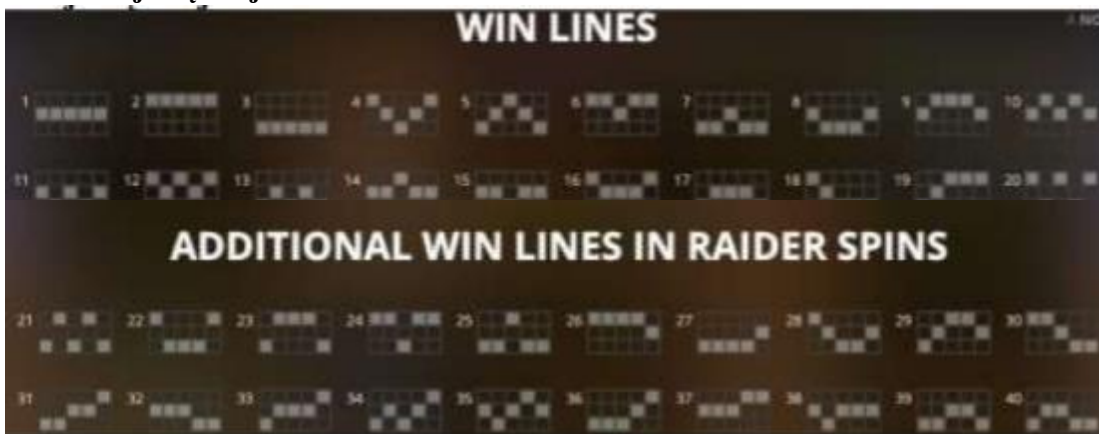 WIN LINES
1 2 3 4 5 6 7 8 9 10
11 12 13 14 15 16 17 18 19 20
ADDITIONAL WIN LINES IN RAIDER SPINS
21 22 23 24 25 26 27 28 29 30
31 32 33 34 35 36 37 38 39 40